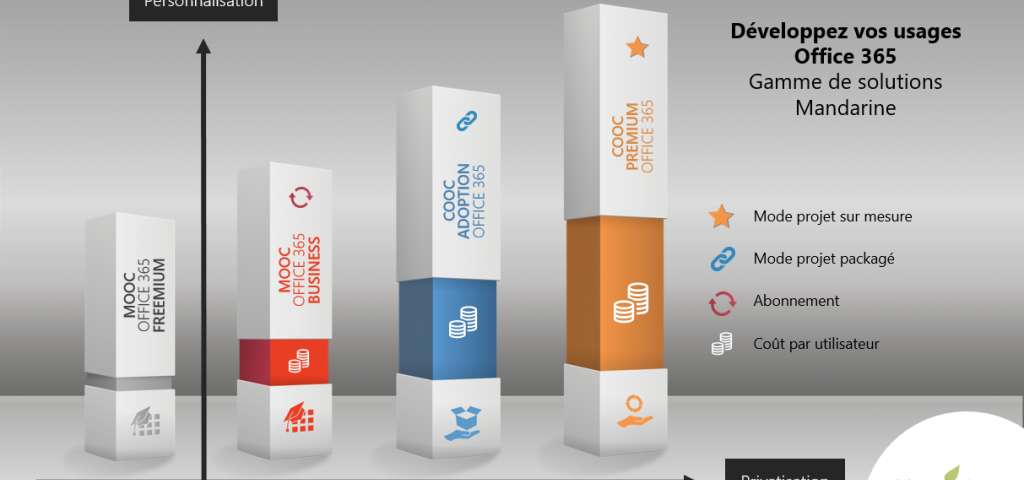 Personnalisation
Développez vos usages
Office 365
Gamme de solutions
Mandarine
MOOC
OFFICE 365
FREEMIUM
MOOC
OFFICE 365
BUSINESS
COOC
ADOPTION
OFFICE 365
COOC
PREMIUM
OFFICE 365
Mode projet sur mesure
Mode projet packagé
Abonnement
Coût par utilisateur
Privatisation